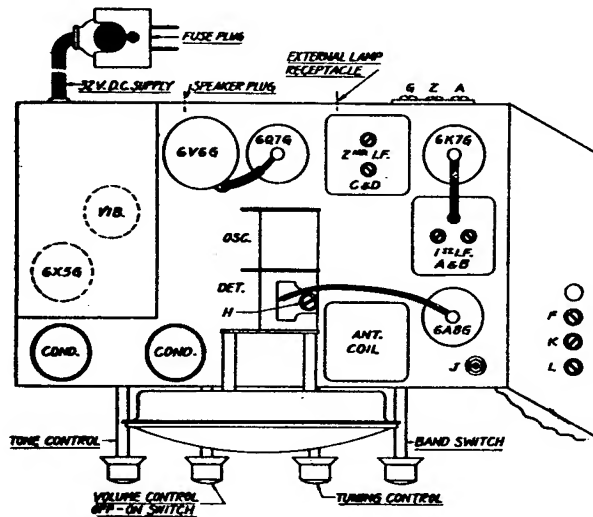 FUSE PLUG
32 V. D.C. SUPPLY
SPEAKER PLUG
EXTERNAL LAMP
RECEPTACLE
G Z A
6V6G
6Q7G
2ND I.F.
C & D
6K7G
VIB.
OSC.
1ST I.F.
A & B
6X5G
DET.
H
6A8G
F
K
L
COND.
COND.
ANT.
COIL
J
TONE CONTROL
BAND SWITCH
VOLUME CONTROL
OFF-ON SWITCH
TUNING CONTROL